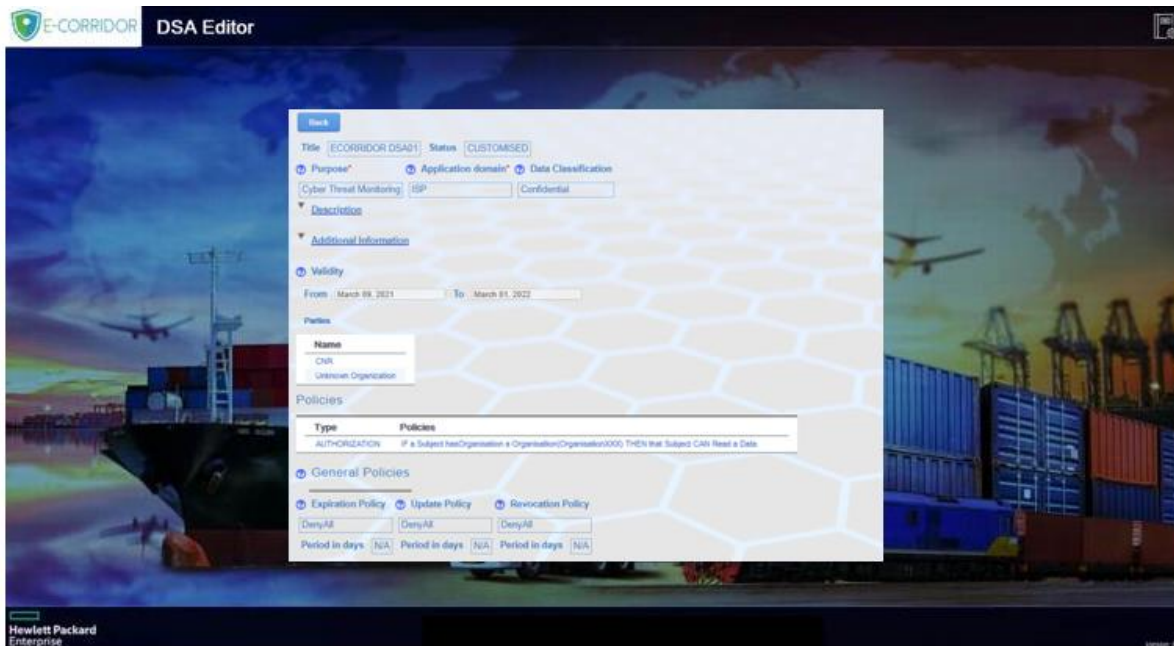 E-CORRIDOR DSA Editor
Back
Title ECORRIDOR DSA01 Status CUSTOMISED
Purpose* Application domain* Data Classification
Cyber Threat Monitoring ISP Confidential
Description
Additional Information
Validity
From March 09, 2021 To March 01, 2022
Parties
Name
CNR
Unknown Organization
Policies
Type Policies
AUTHORIZATION IF a Subject hasOrganisation a Organisation(OrganisationXXX) THEN that Subject CAN Read a Data
General Policies
Expiration Policy Update Policy Revocation Policy
DenyAll DenyAll DenyAll
Period in days N/A Period in days N/A Period in days N/A
Hewlett Packard
Enterprise